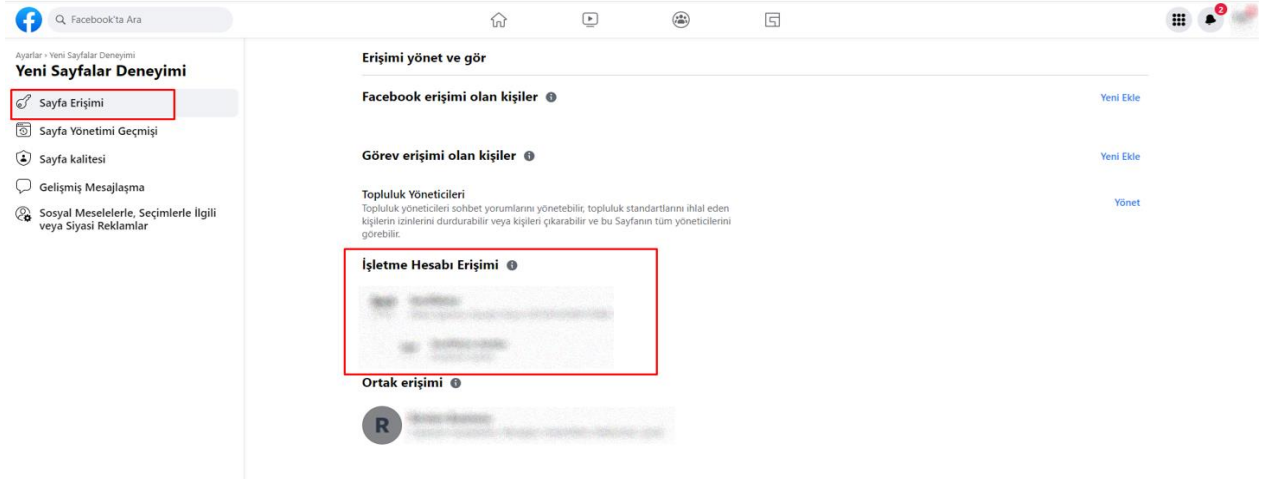 Facebook'ta Ara
2
Ayarlar › Yeni Sayfalar Deneyimi
Yeni Sayfalar Deneyimi
Sayfa Erişimi
Sayfa Yönetimi Geçmişi
Sayfa kalitesi
Gelişmiş Mesajlaşma
Sosyal Meselelerle, Seçimlerle İlgili
veya Siyasi Reklamlar
Erişimi yönet ve gör
Facebook erişimi olan kişiler
Yeni Ekle
Görev erişimi olan kişiler
Yeni Ekle
Topluluk Yöneticileri
Topluluk yöneticileri sohbet yorumlarını yönetebilir, topluluk standartlarını ihlal eden
kişilerin izinlerini durdurabilir veya kişileri çıkarabilir ve bu Sayfanın tüm yöneticilerini
görebilir.
Yönet
İşletme Hesabı Erişimi
Ortak erişimi
R